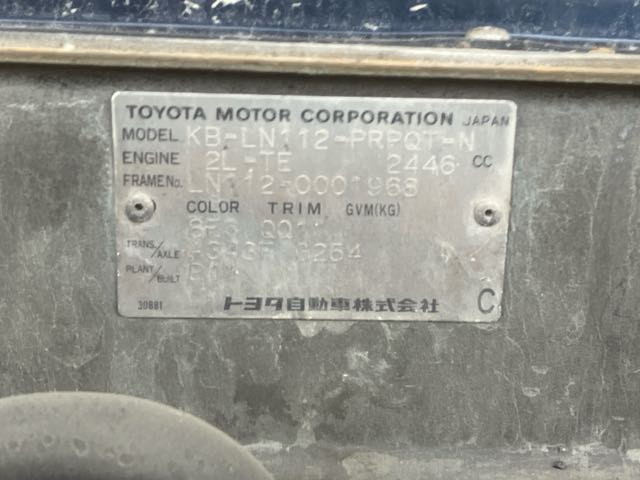 TOYOTA MOTOR CORPORATION JAPAN
MODEL KB-LN112-PRPQT-N
ENGINE 2L-TE 2446 CC
FRAME No. LN112-0001968
COLOR TRIM GVM(KG)
TRANS./AXLE
PLANT/BUILT
30881 トヨタ自動車株式会社 C